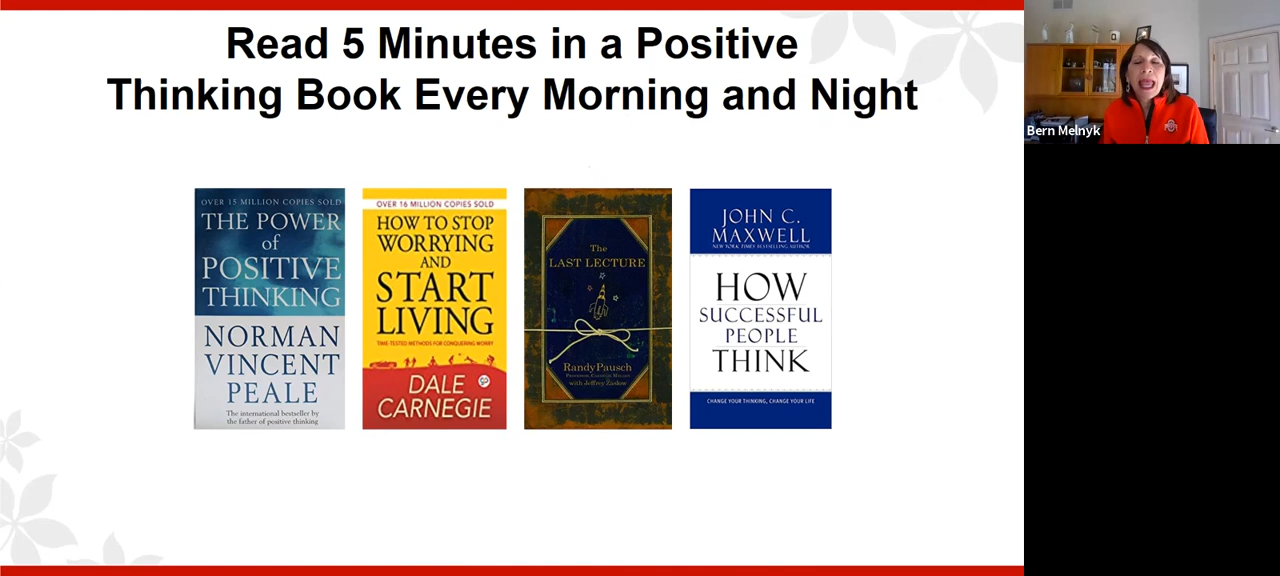 Read 5 Minutes in a Positive
Thinking Book Every Morning and Night
OVER 15 MILLION COPIES SOLD
THE POWER
of
POSITIVE
THINKING
NORMAN
VINCENT
PEALE
The international bestseller by
the father of positive thinking
OVER 16 MILLION COPIES SOLD
HOW TO STOP
WORRYING
AND
START
LIVING
TIME-TESTED METHODS FOR CONQUERING WORRY
DALE
CARNEGIE
The
LAST LECTURE
Randy Pausch
Professor, Carnegie Mellon
with Jeffrey Zaslow
JOHN C.
MAXWELL
NEW YORK TIMES BESTSELLING AUTHOR
HOW
SUCCESSFUL
PEOPLE
THINK
CHANGE YOUR THINKING, CHANGE YOUR LIFE
Bern Melnyk